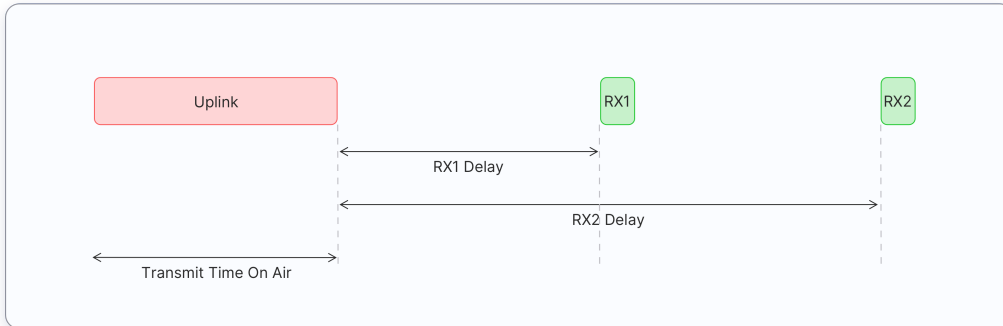 Uplink
RX1
RX2
RX1 Delay
RX2 Delay
Transmit Time On Air